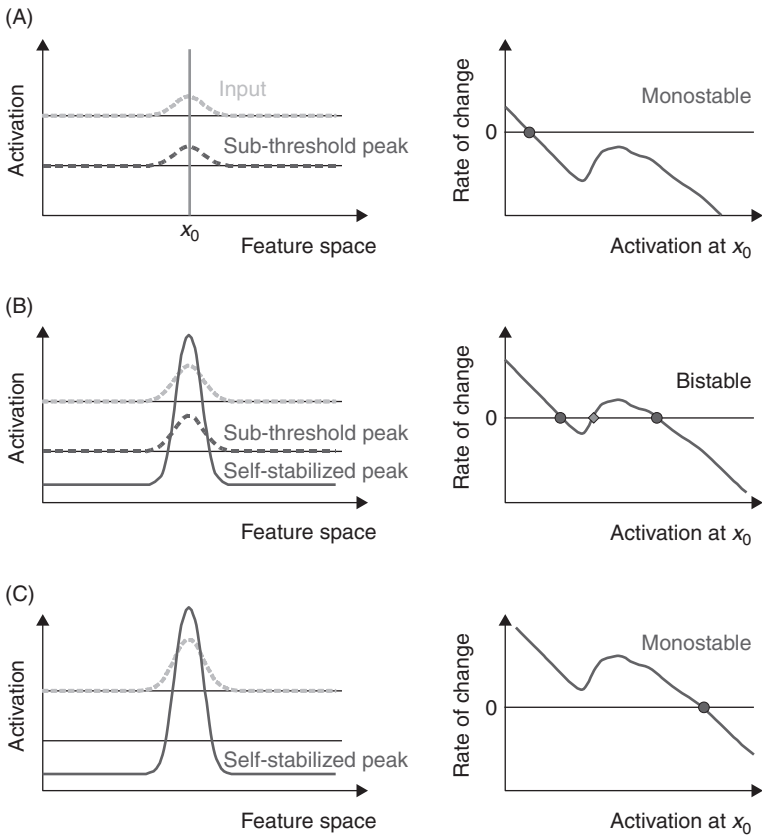 (A)
Activation
Input
Sub-threshold peak
x0
Feature space
Rate of change
0
Monostable
Activation at x0
(B)
Activation
Sub-threshold peak
Self-stabilized peak
Feature space
Rate of change
0
Bistable
Activation at x0
(C)
Activation
Self-stabilized peak
Feature space
Rate of change
0
Monostable
Activation at x0